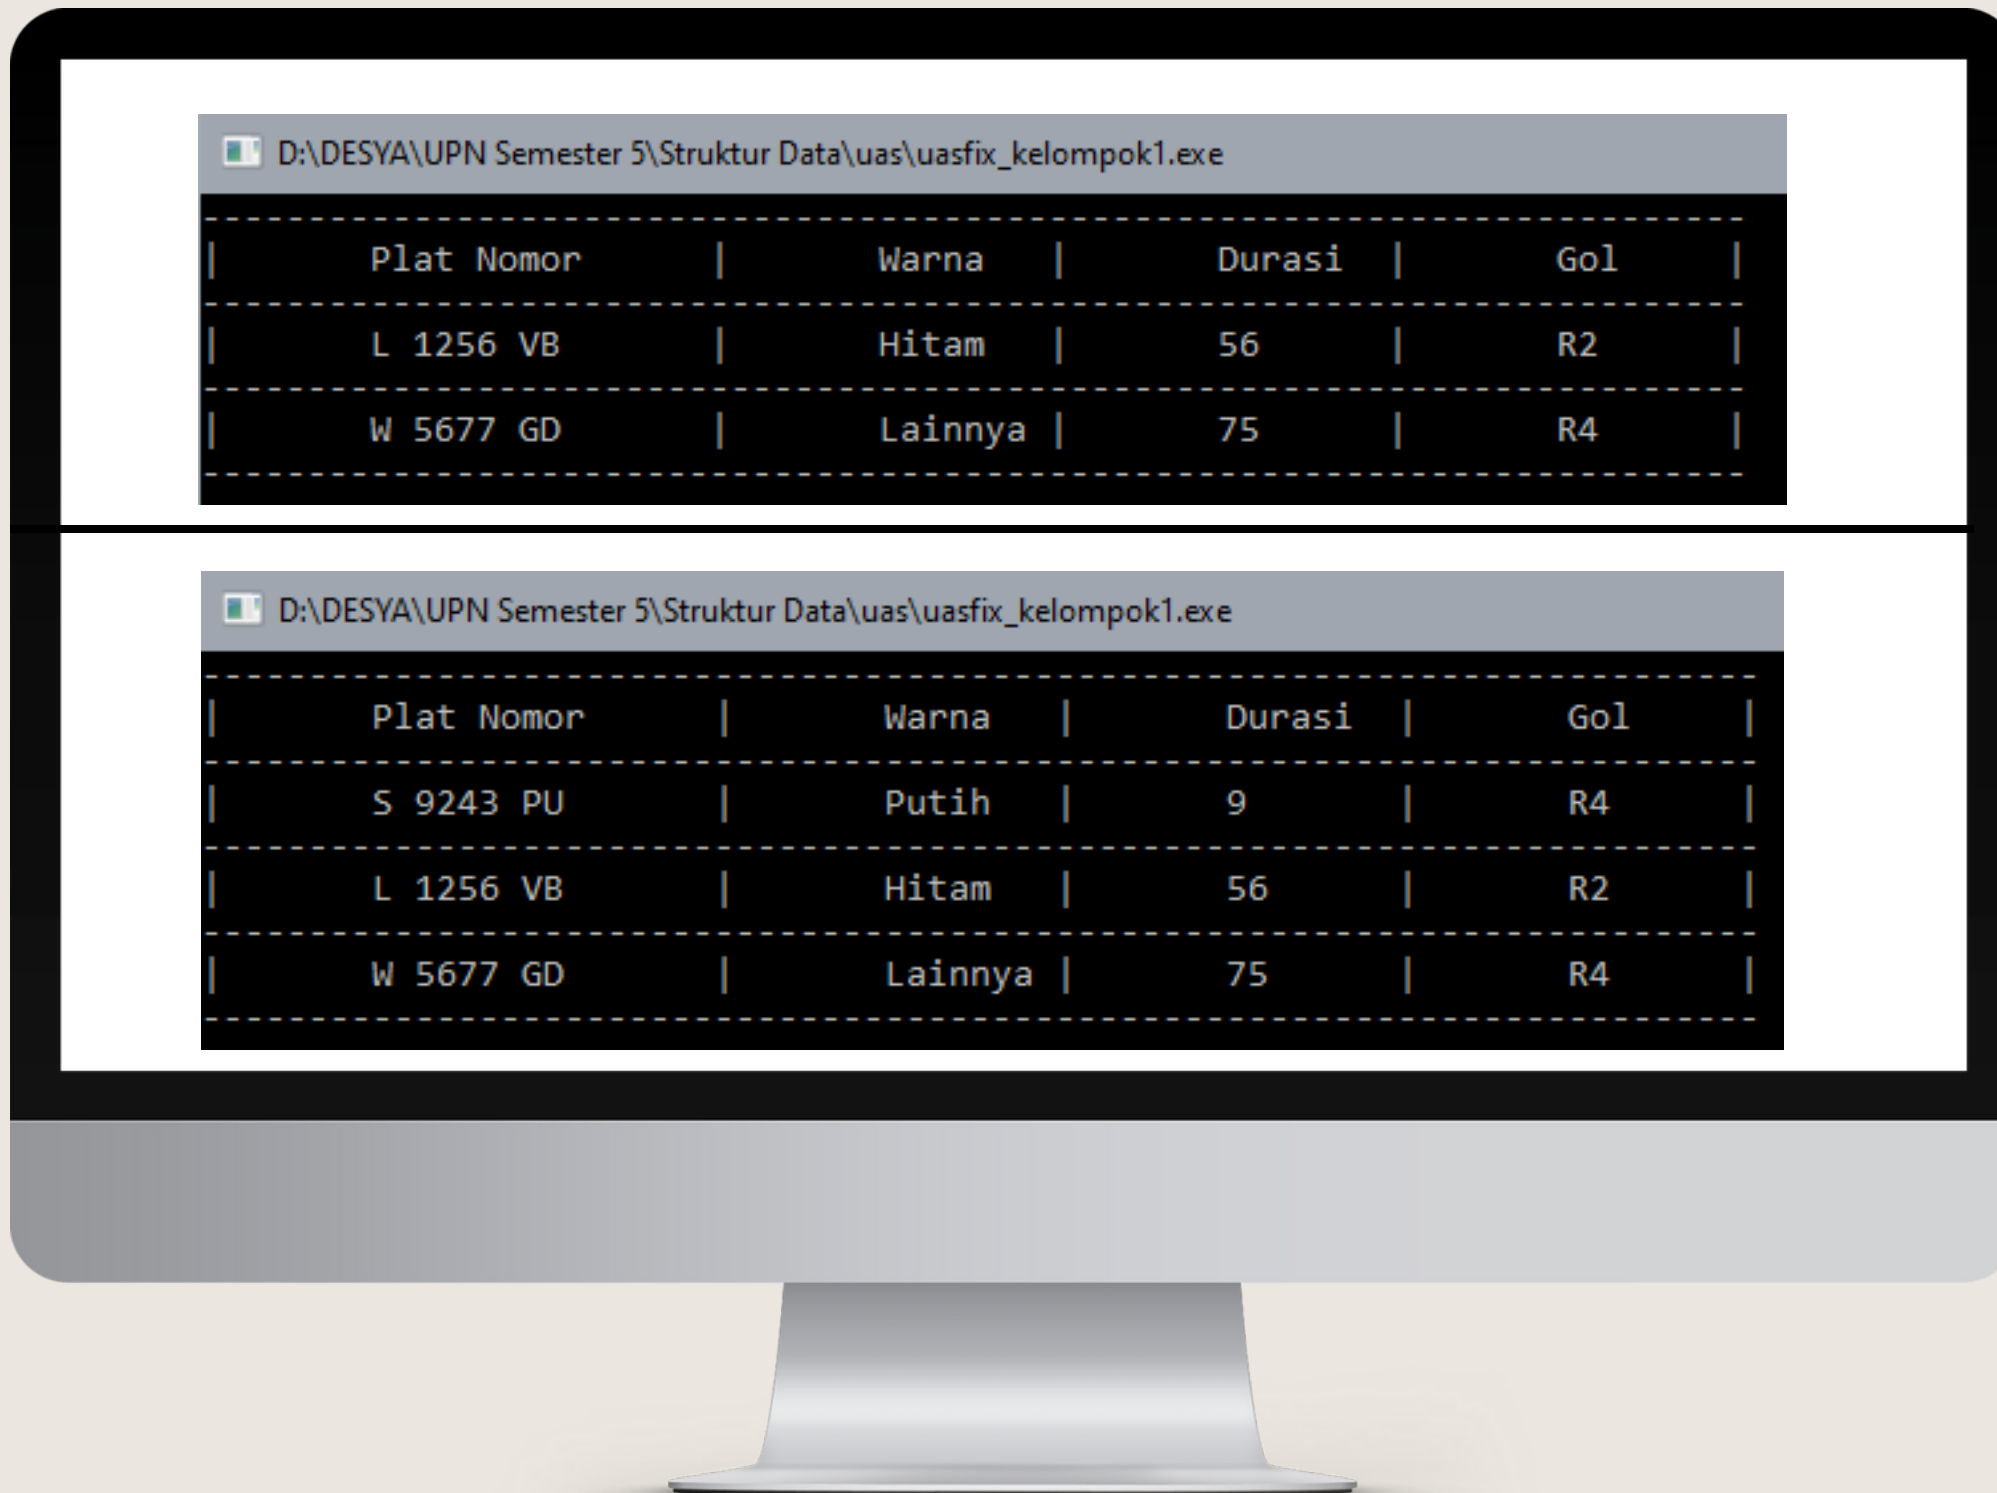 D:\DESYA\UPN Semester 5\Struktur Data\uas\uasfix_kelompok1.exe
| Plat Nomor | Warna | Durasi | Gol |
| L 1256 VB | Hitam | 56 | R2 |
| W 5677 GD | Lainnya | 75 | R4 |
D:\DESYA\UPN Semester 5\Struktur Data\uas\uasfix_kelompok1.exe
| Plat Nomor | Warna | Durasi | Gol |
| S 9243 PU | Putih | 9 | R4 |
| L 1256 VB | Hitam | 56 | R2 |
| W 5677 GD | Lainnya | 75 | R4 |